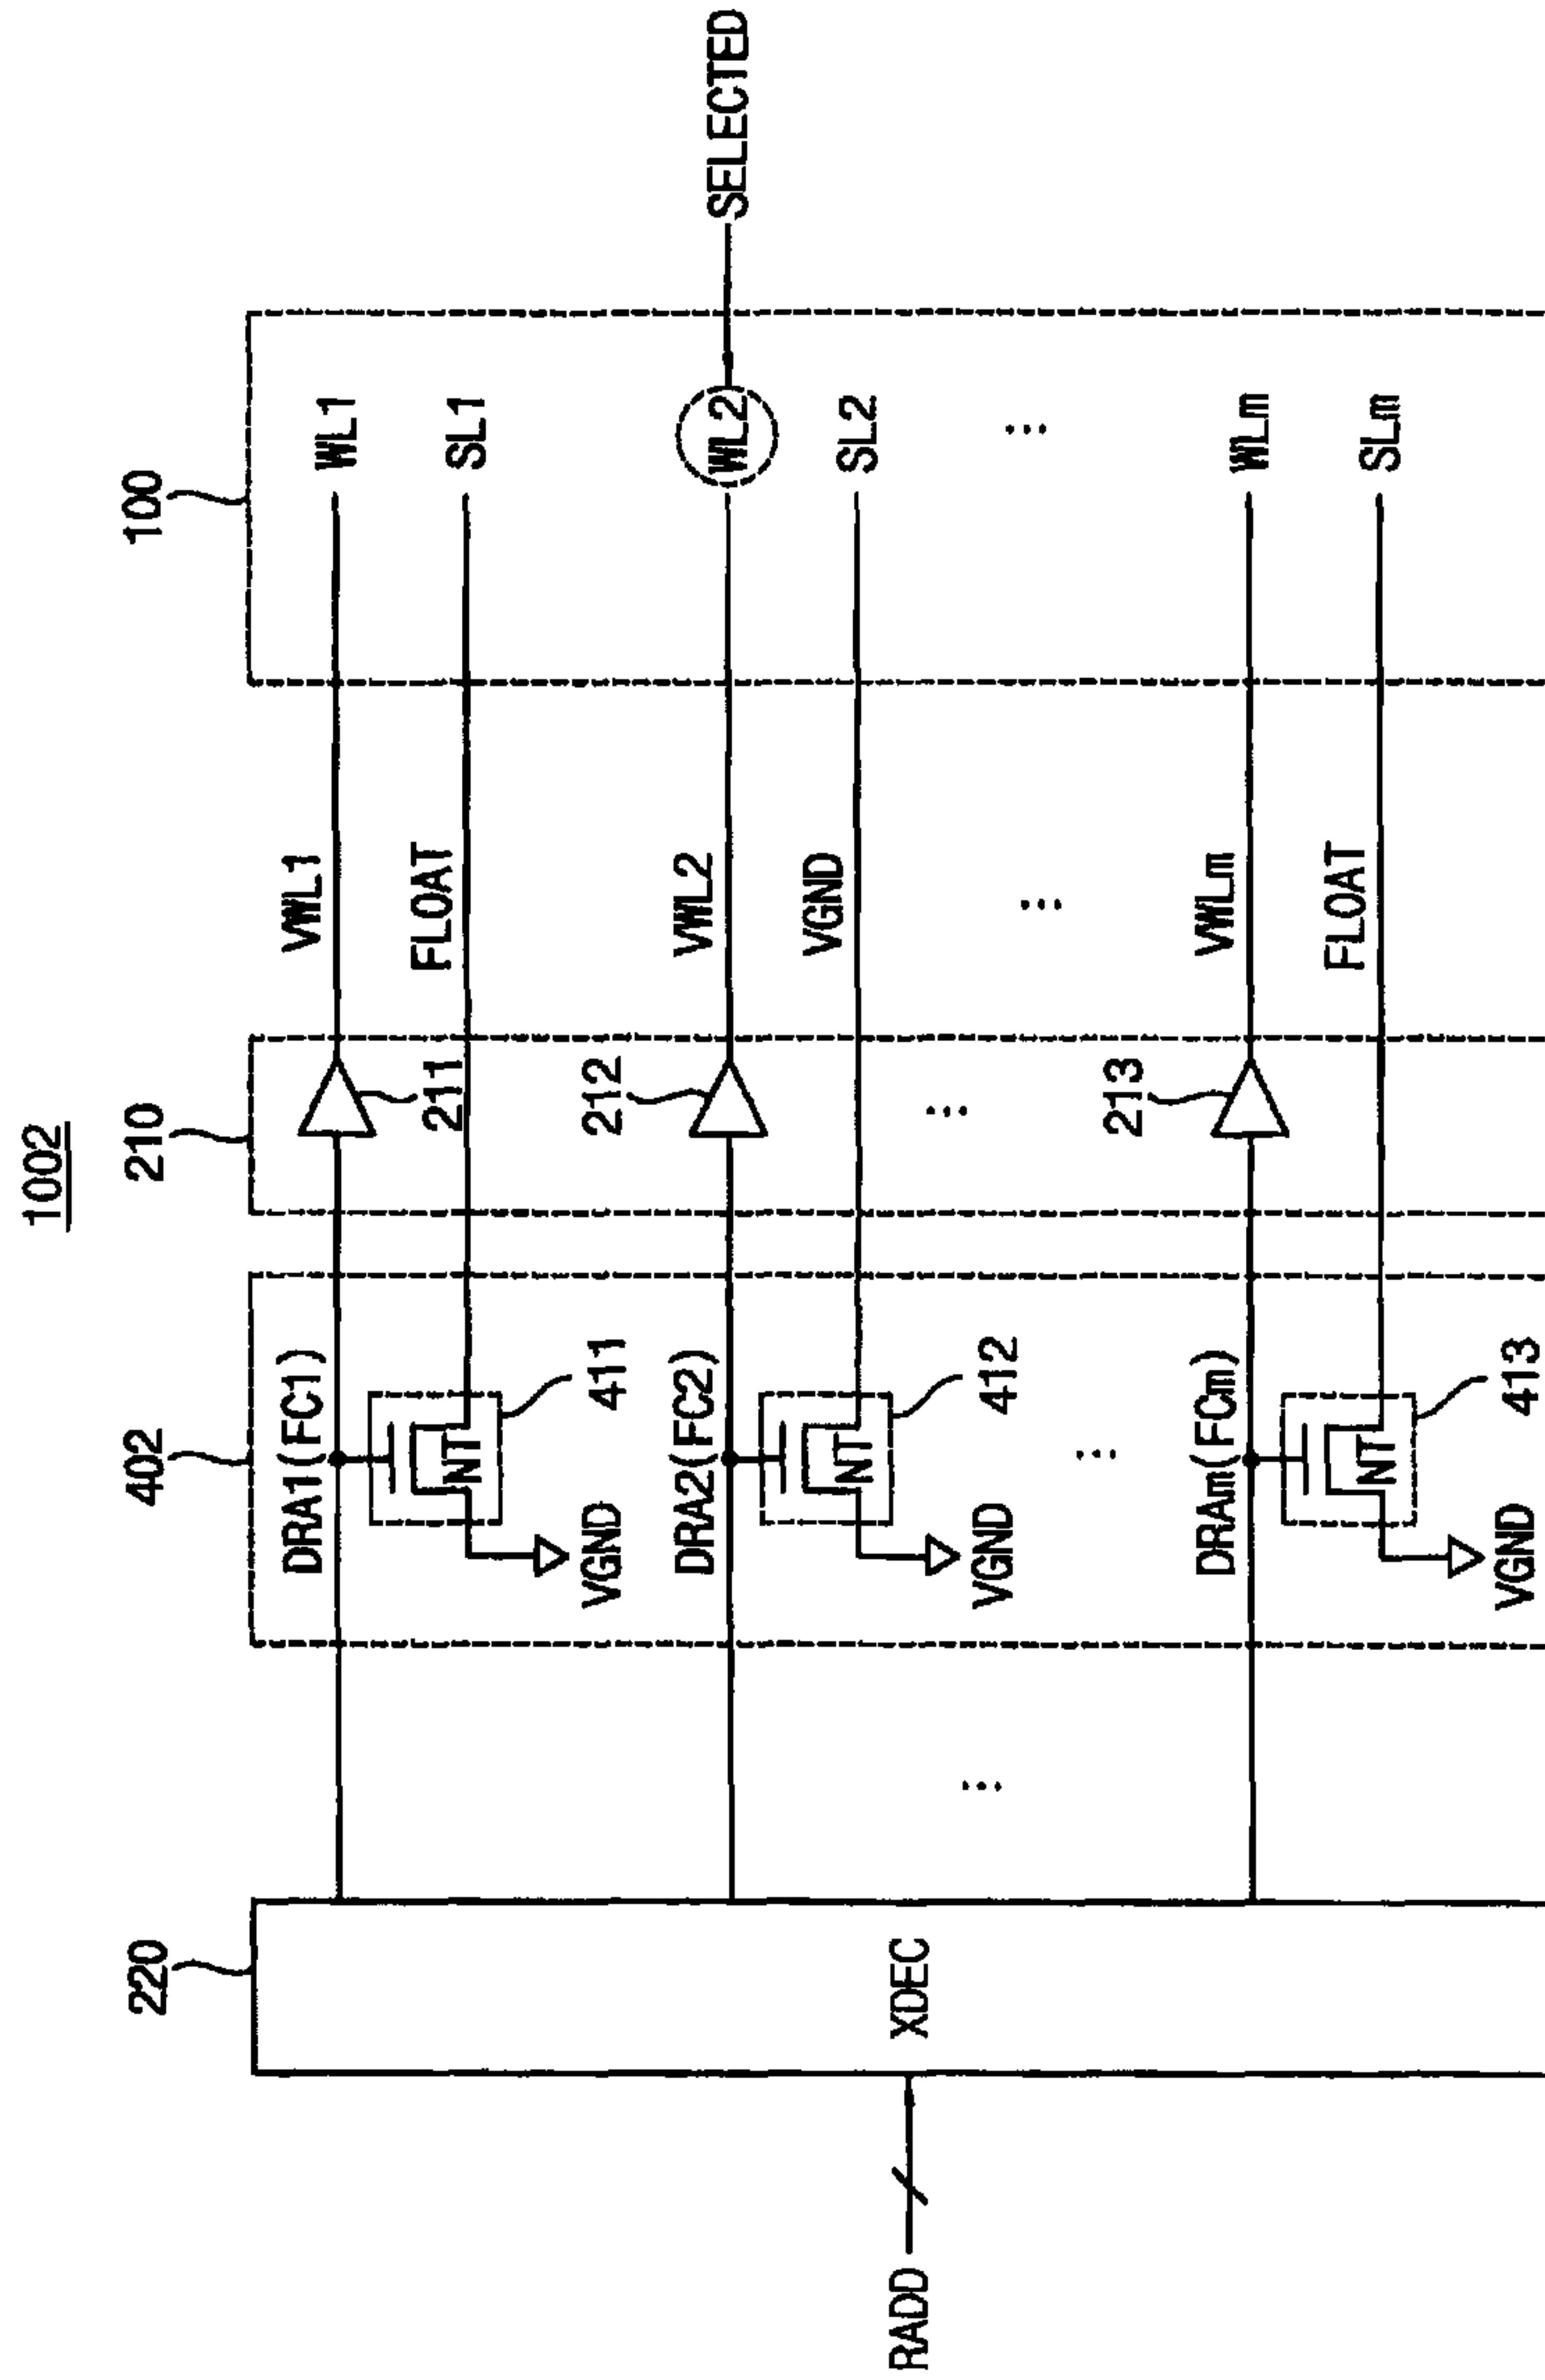 1002
220
402
210
100
RADD
XDEC
DRA1(FC1)
NT
VGND
411
211
VWL1
WL1
FLOAT
SL1
DRA2(FC2)
NT
VGND
412
212
VWL2
WL2
SELECTED
VGND
SL2
DRAm(FCm)
NT
VGND
413
213
VWLm
WLm
FLOAT
SLm